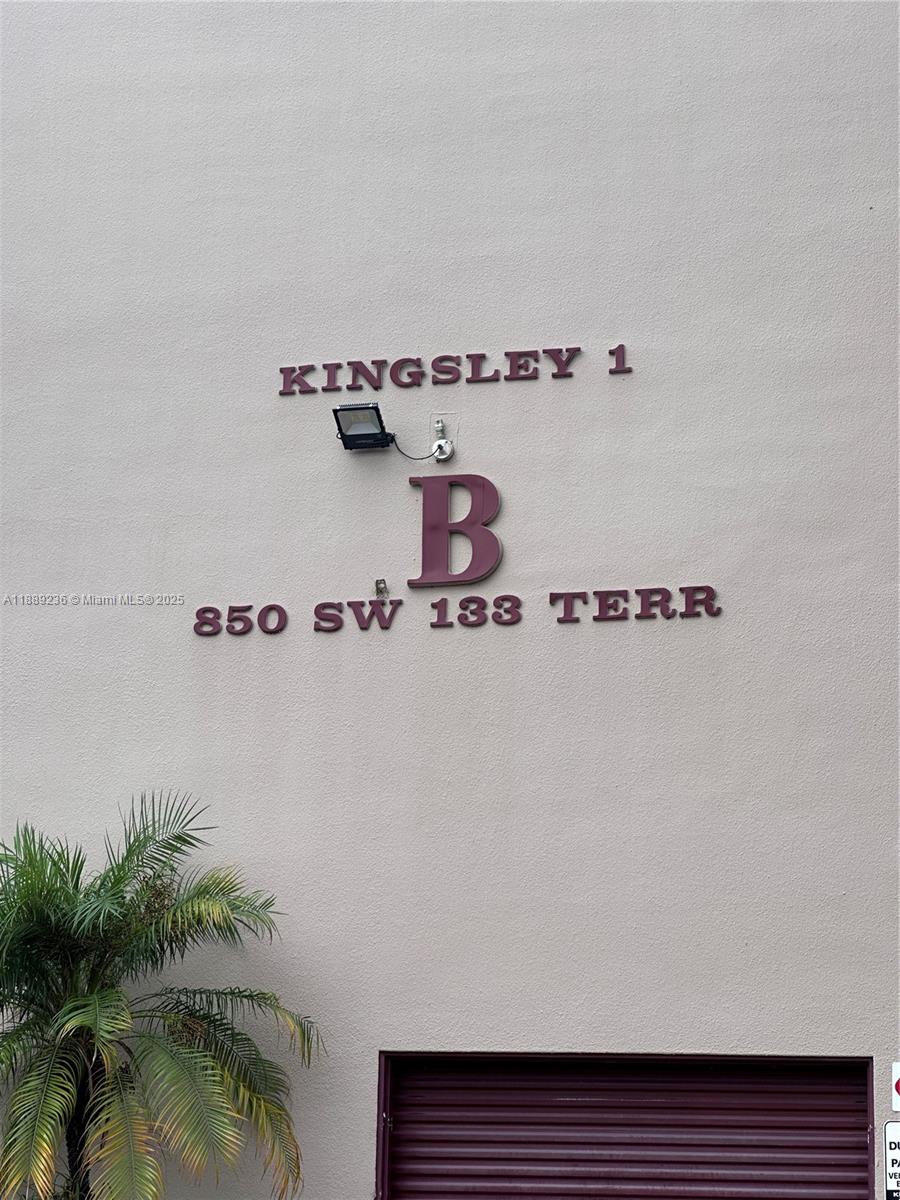 KINGSLEY 1
B
A11889236 © Miami MLS © 2025
850 SW 133 TERR